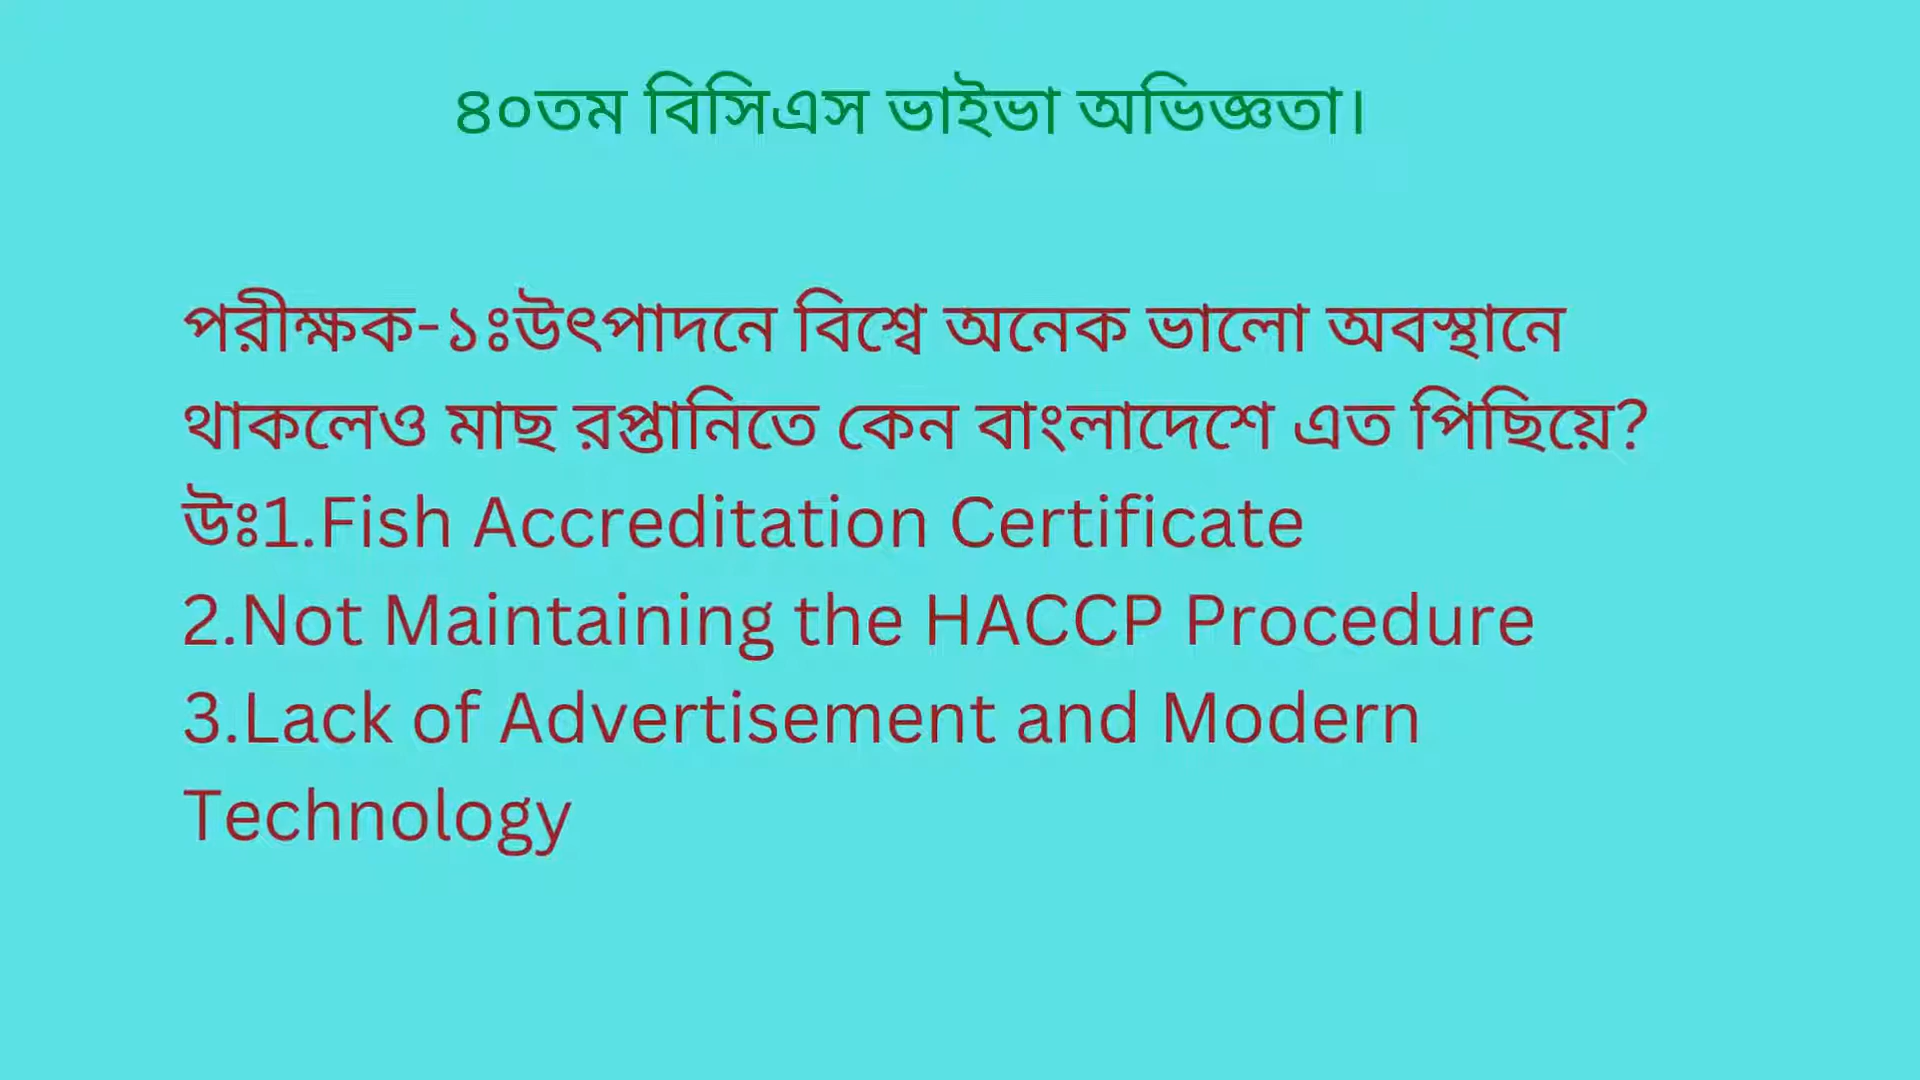 ৪০তম বিসিএস ভাইভা অভিজ্ঞতা।
পরীক্ষক-১ঃউৎপাদনে বিশ্বে অনেক ভালো অবস্থানে
থাকলেও মাছ রপ্তানিতে কেন বাংলাদেশে এত পিছিয়ে?
উঃ1.Fish Accreditation Certificate
2.Not Maintaining the HACCP Procedure
3.Lack of Advertisement and Modern
Technology